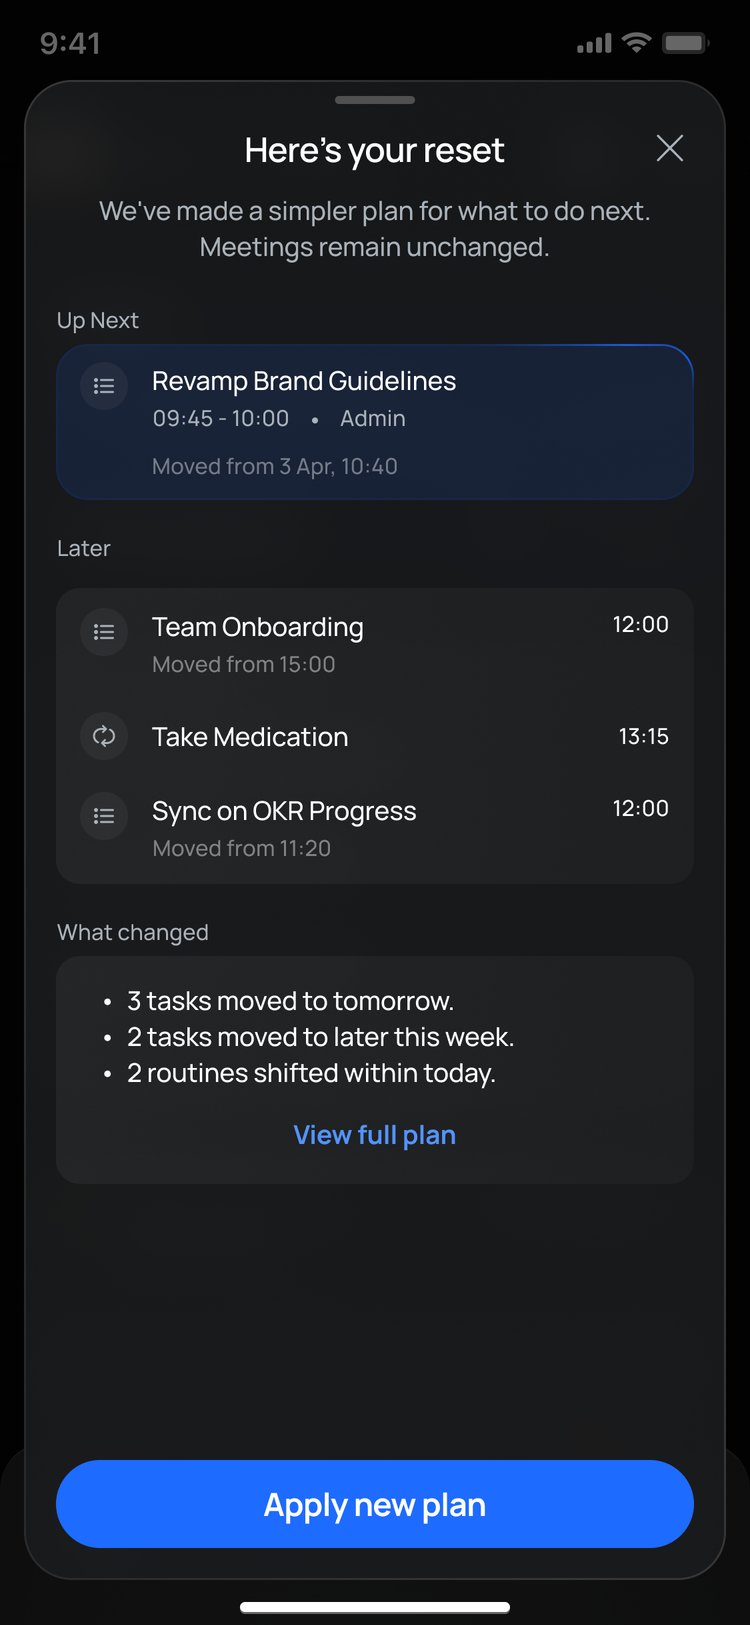 9:41
Here's your reset
We've made a simpler plan for what to do next.
Meetings remain unchanged.
Up Next
Revamp Brand Guidelines
09:45 - 10:00 • Admin
Moved from 3 Apr, 10:40
Later
Team Onboarding 12:00
Moved from 15:00
Take Medication 13:15
Sync on OKR Progress 12:00
Moved from 11:20
What changed
• 3 tasks moved to tomorrow.
• 2 tasks moved to later this week.
• 2 routines shifted within today.
View full plan
Apply new plan